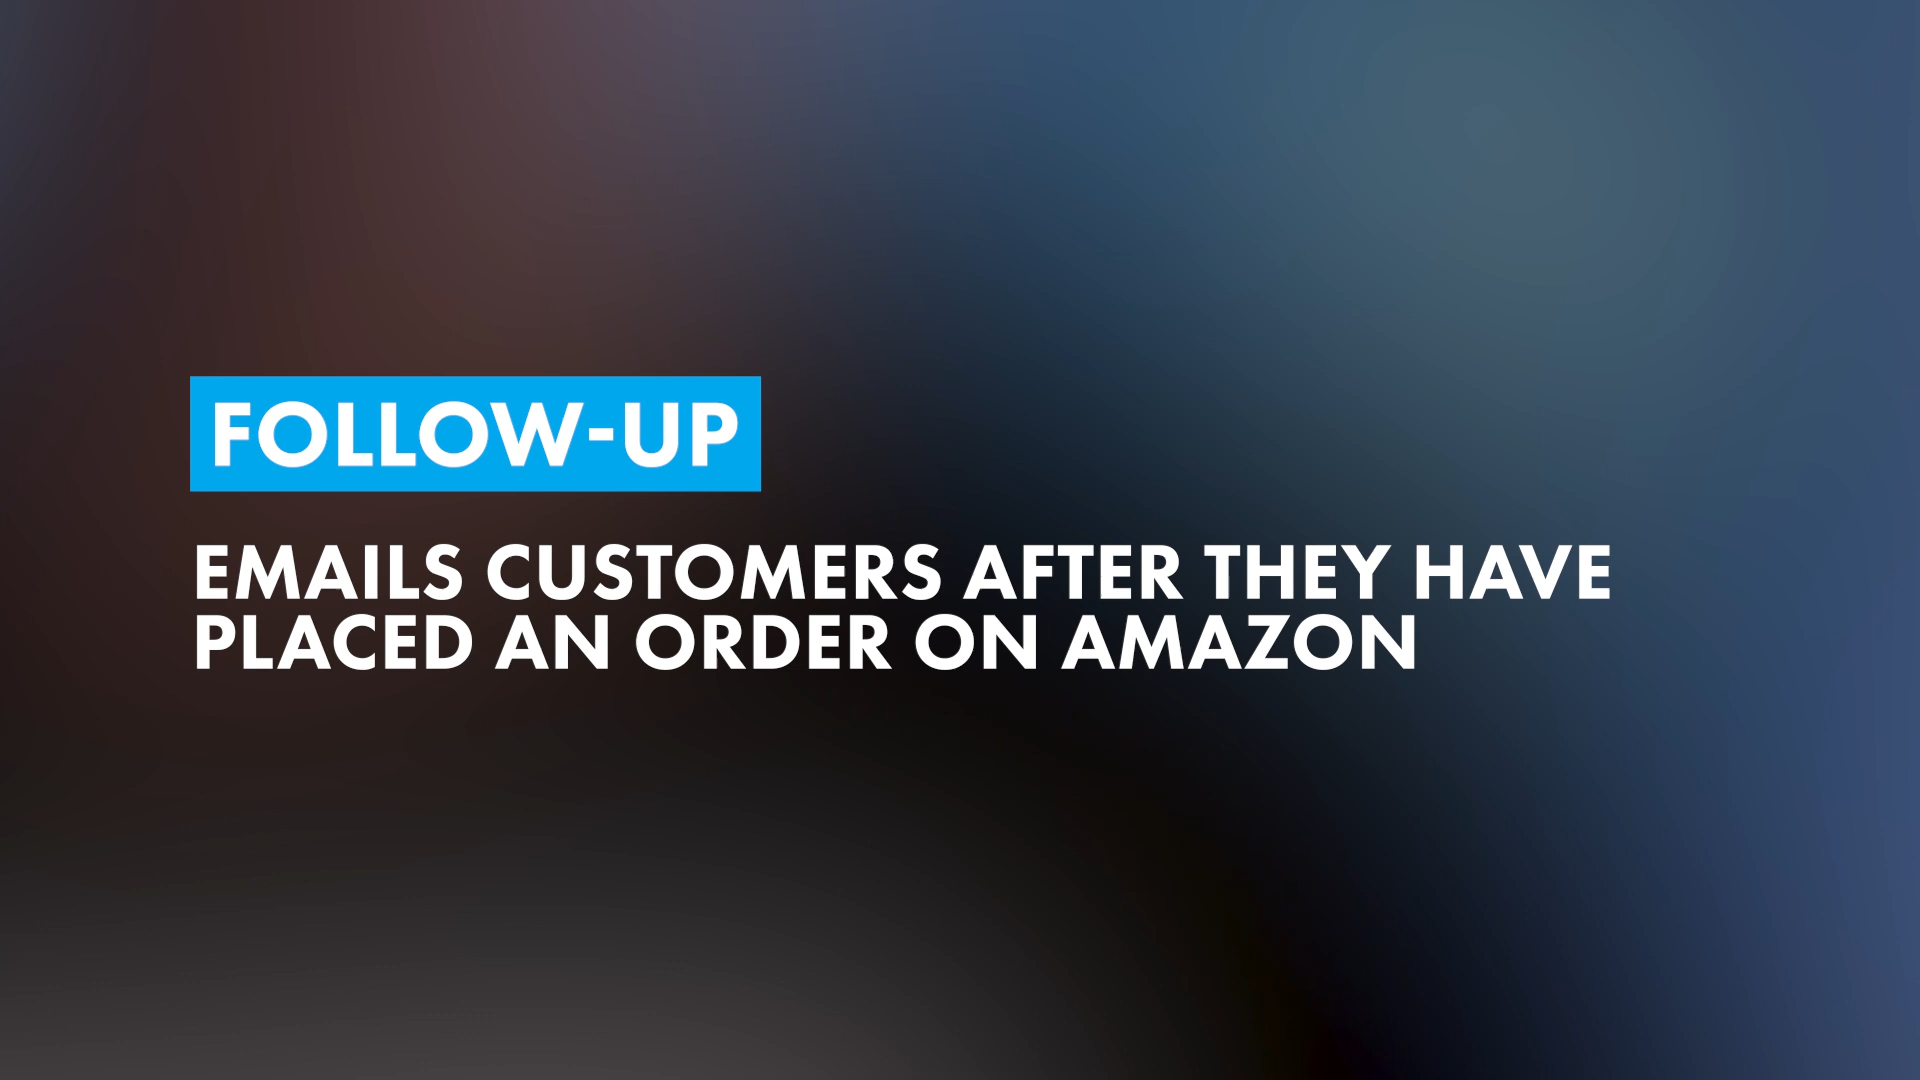 FOLLOW-UP
EMAILS CUSTOMERS AFTER THEY HAVE
PLACED AN ORDER ON AMAZON